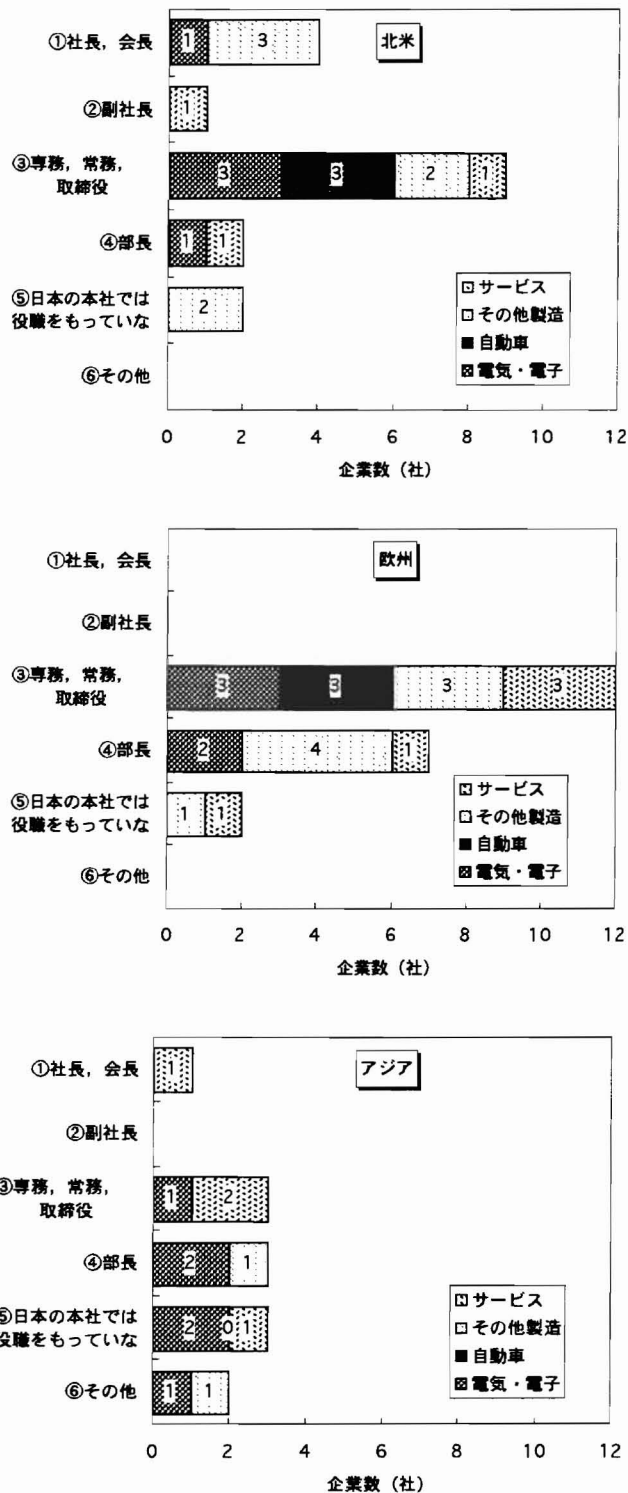 北米
①社長，会長
1 3
②副社長
1
③専務，常務，
取締役
3 3 2 1
④部長
1 1
⑤日本の本社では
役職をもっていな
2
⑥その他
サービス
その他製造
自動車
電気・電子
0 2 4 6 8 10 12
企業数（社）
欧州
①社長，会長
②副社長
③専務，常務，
取締役
3 3 3 3
④部長
2 4 1
⑤日本の本社では
役職をもっていな
1 1
⑥その他
サービス
その他製造
自動車
電気・電子
0 2 4 6 8 10 12
企業数（社）
アジア
①社長，会長
1
②副社長
③専務，常務，
取締役
1 2
④部長
2 1
⑤日本の本社では
役職をもっていな
2 0 1
⑥その他
1 1
サービス
その他製造
自動車
電気・電子
0 2 4 6 8 10 12
企業数（社）